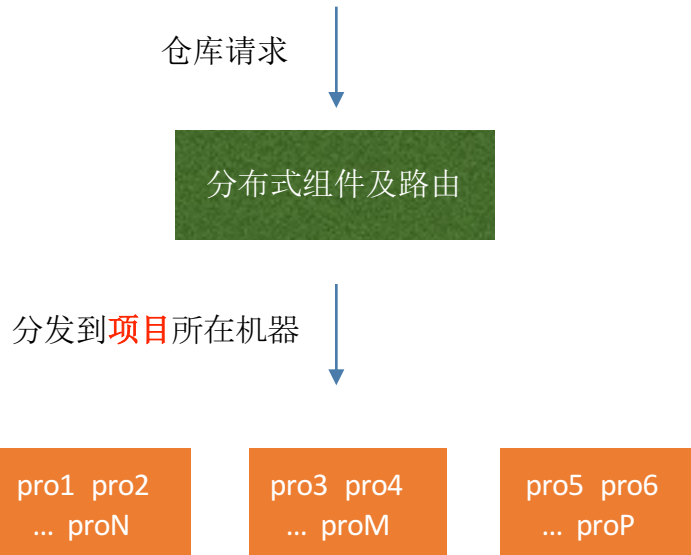 仓库请求
分布式组件及路由
分发到项目所在机器
pro1 pro2
... proN
pro3 pro4
... proM
pro5 pro6
... proP